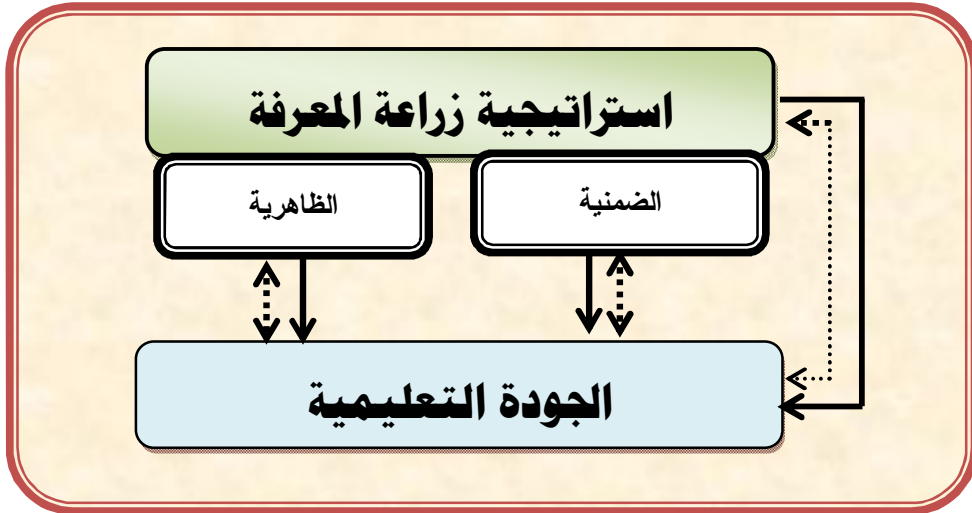 استراتيجية زراعة المعرفة
الضمنية
الظاهرية
الجودة التعليمية